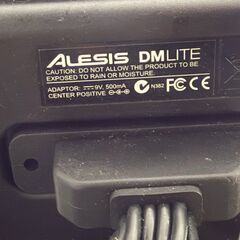 ALESIS DMLITE
CAUTION: DO NOT ALLOW THE PRODUCT TO BE
EXPOSED TO RAIN OR MOISTURE.
ADAPTOR: ⎓ 9V, 500mA
CENTER POSITIVE
N382 FC CE